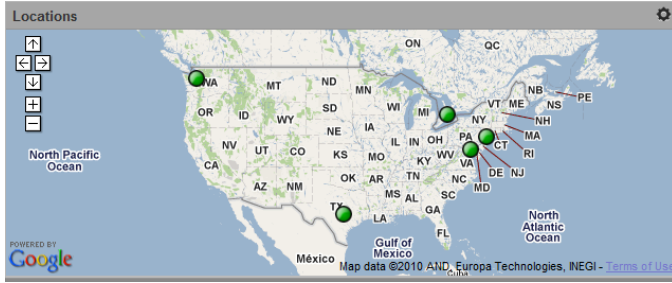 Locations
ON
QC
WA
MT
ND
MN
NB
PE
VT
ME
NS
OR
ID
SD
WI
MI
NY
NH
WY
MA
NE
IA
PA
CT
RI
NV
UT
CO
IL
IN
OH
NJ
North Pacific
Ocean
KS
MO
WV
VA
DE
CA
KY
MD
AZ
NM
OK
AR
TN
NC
MS
AL
SC
TX
LA
GA
North
Atlantic
Ocean
FL
Gulf of
Mexico
México
Cuba
POWERED BY
Google
Map data ©2010 AND, Europa Technologies, INEGI - Terms of Use